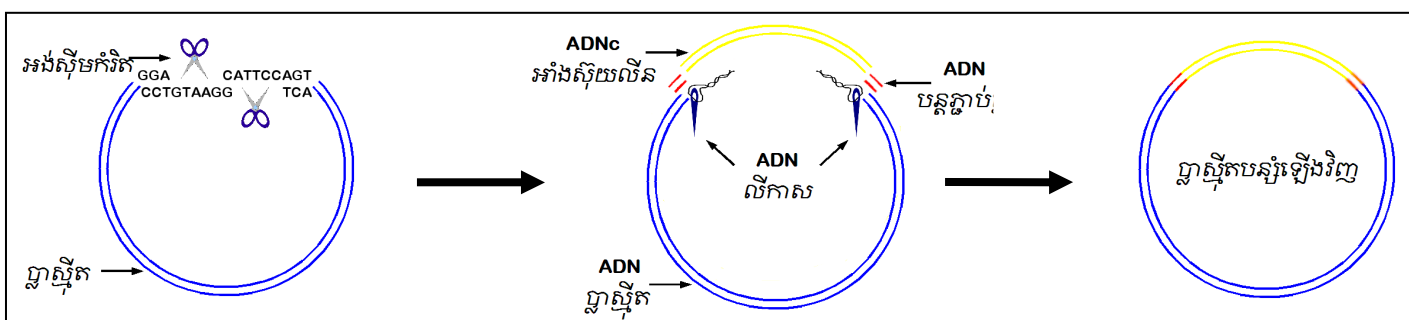 អង់ស៊ីមកំរិត
GGA CATTCCAGT
CCTGTAAGG TCA
ប្លាស្មីត
ADNc
អាំងស៊ុយលីន
ADN
បន្តភ្ជាប់
ADN
លីកាស
ADN
ប្លាស្មីត
ប្លាស្មីតបន្សំឡើងវិញ